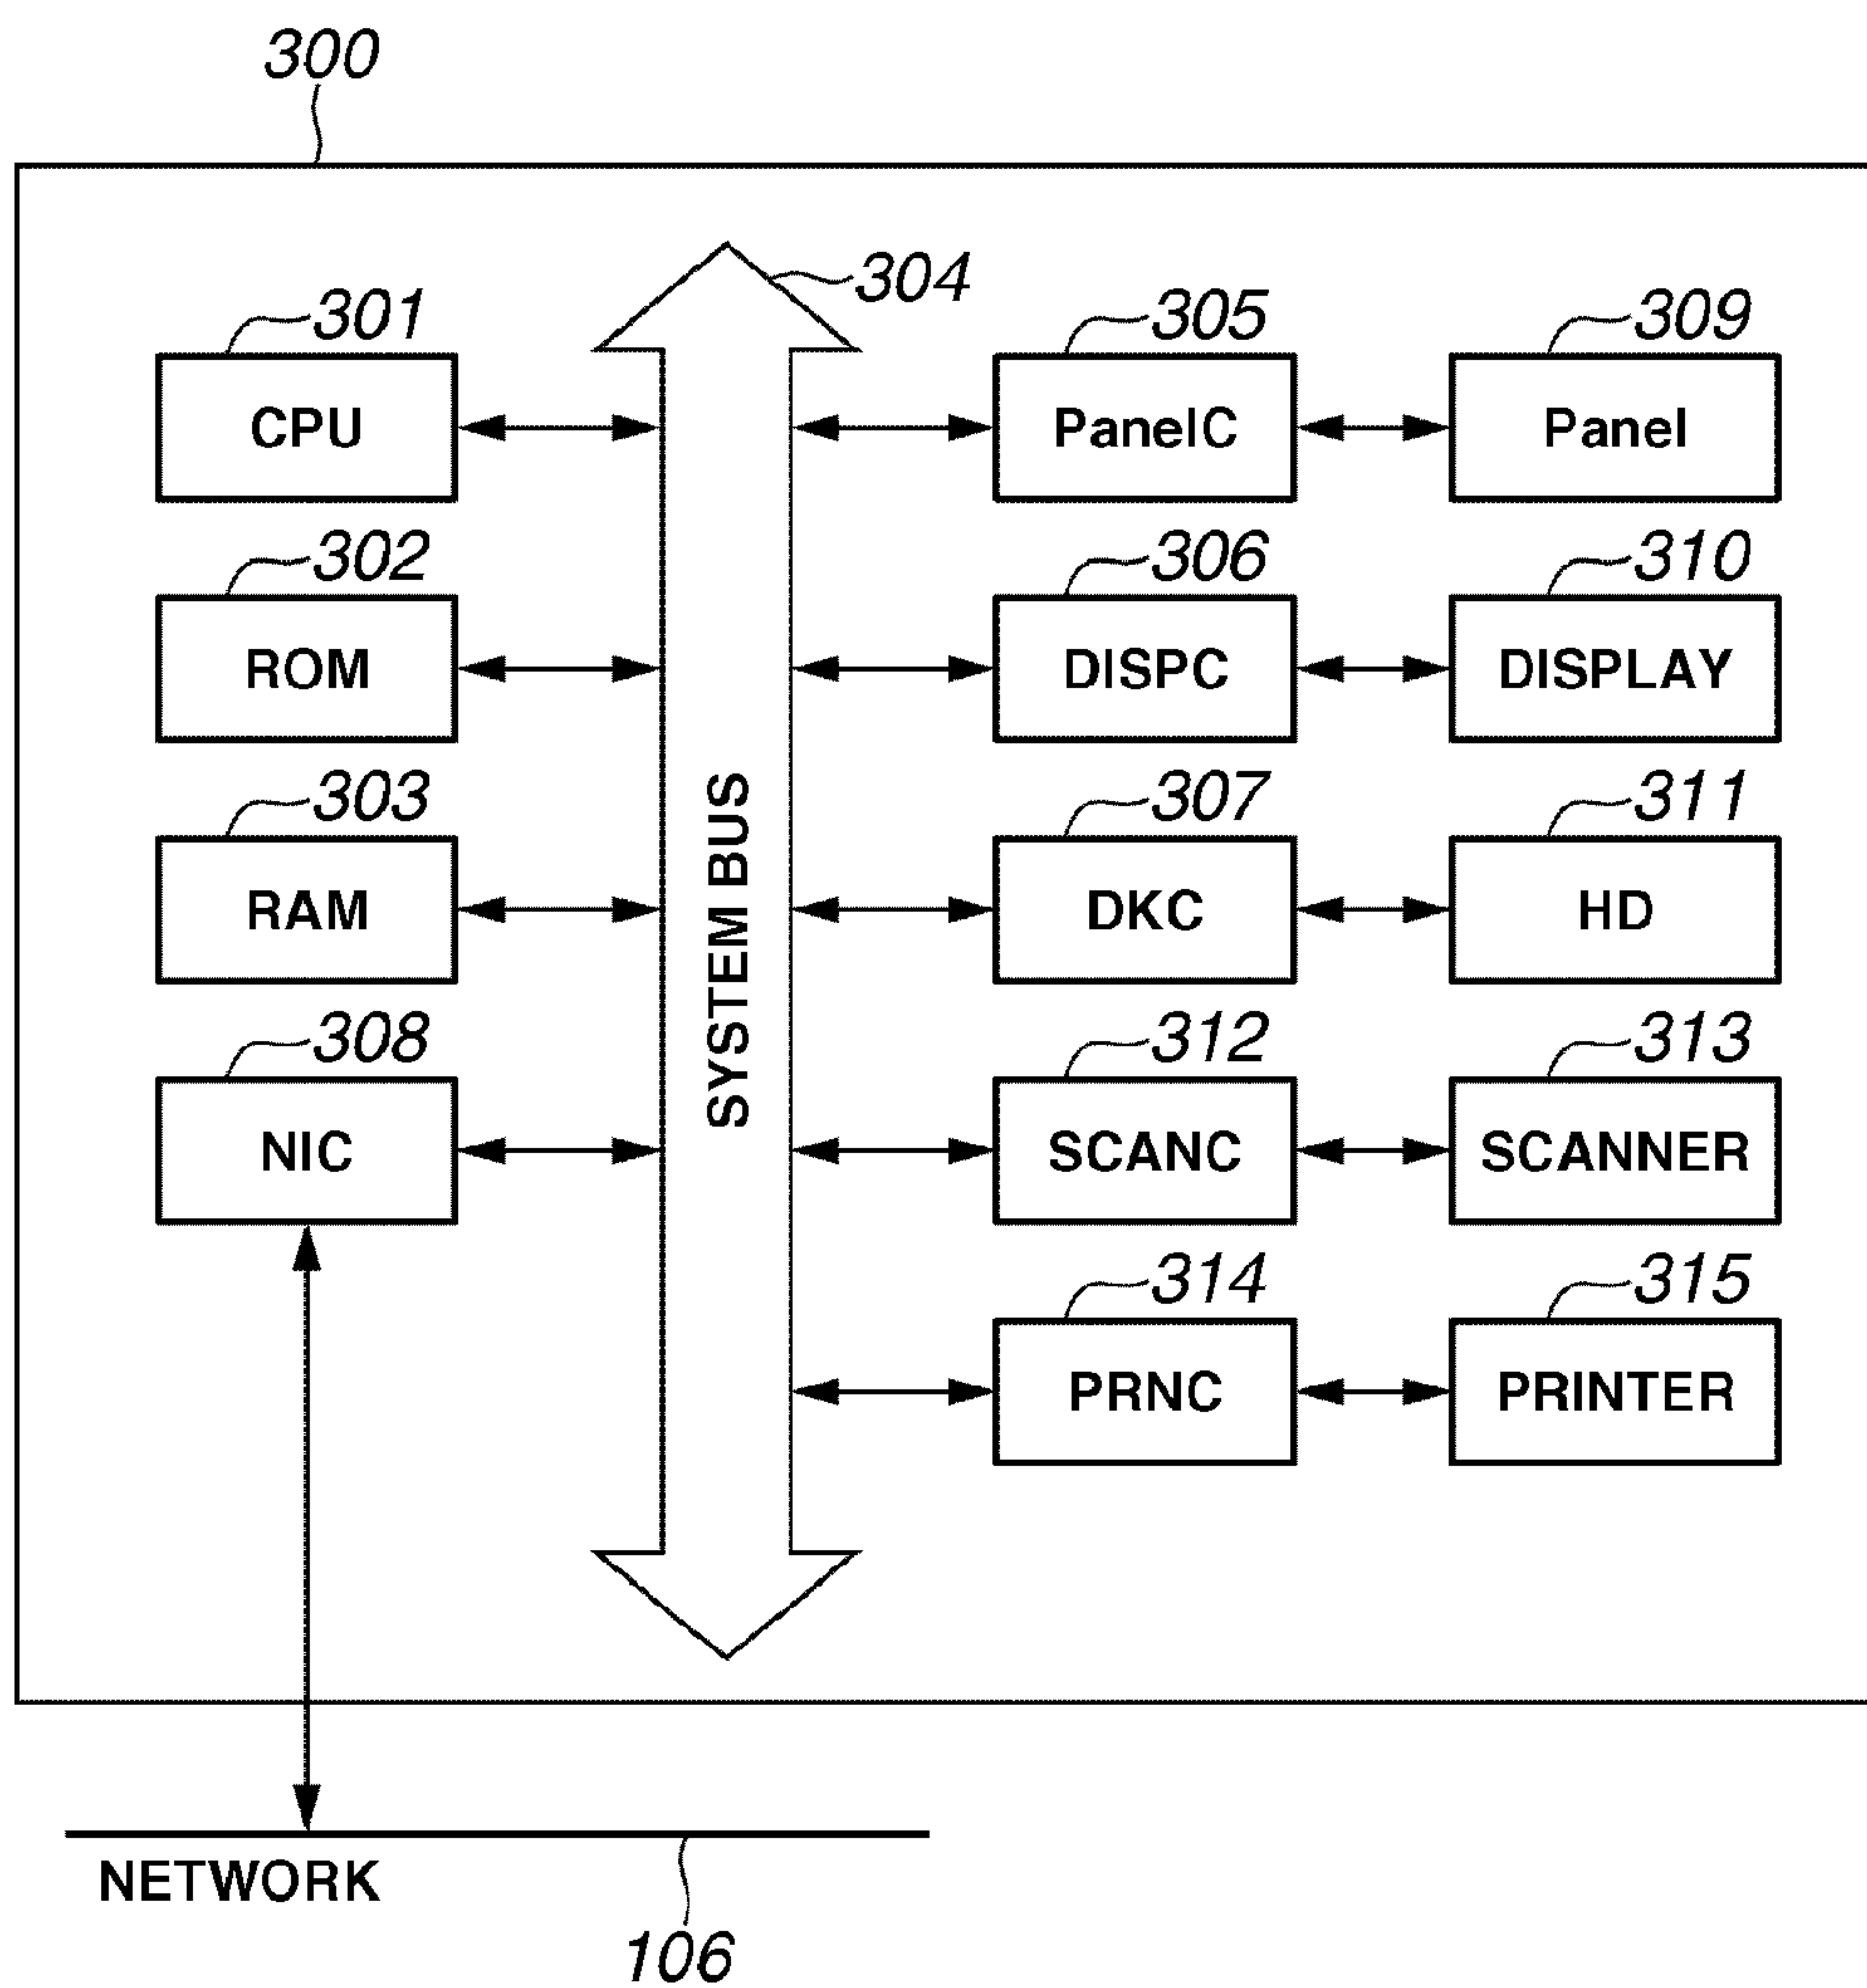 300
304
301
305
309
CPU
PanelC
Panel
302
306
310
ROM
DISPC
DISPLAY
303
307
311
RAM
DKC
HD
SYSTEM BUS
308
312
313
NIC
SCANC
SCANNER
314
315
PRNC
PRINTER
NETWORK
106